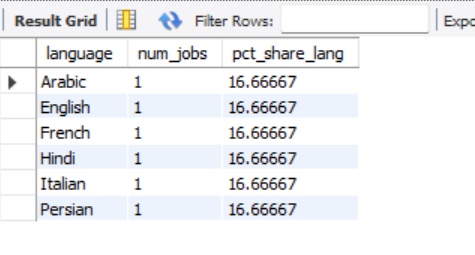 Result Grid Filter Rows: Expo
language num_jobs pct_share_lang
Arabic 1 16.66667
English 1 16.66667
French 1 16.66667
Hindi 1 16.66667
Italian 1 16.66667
Persian 1 16.66667